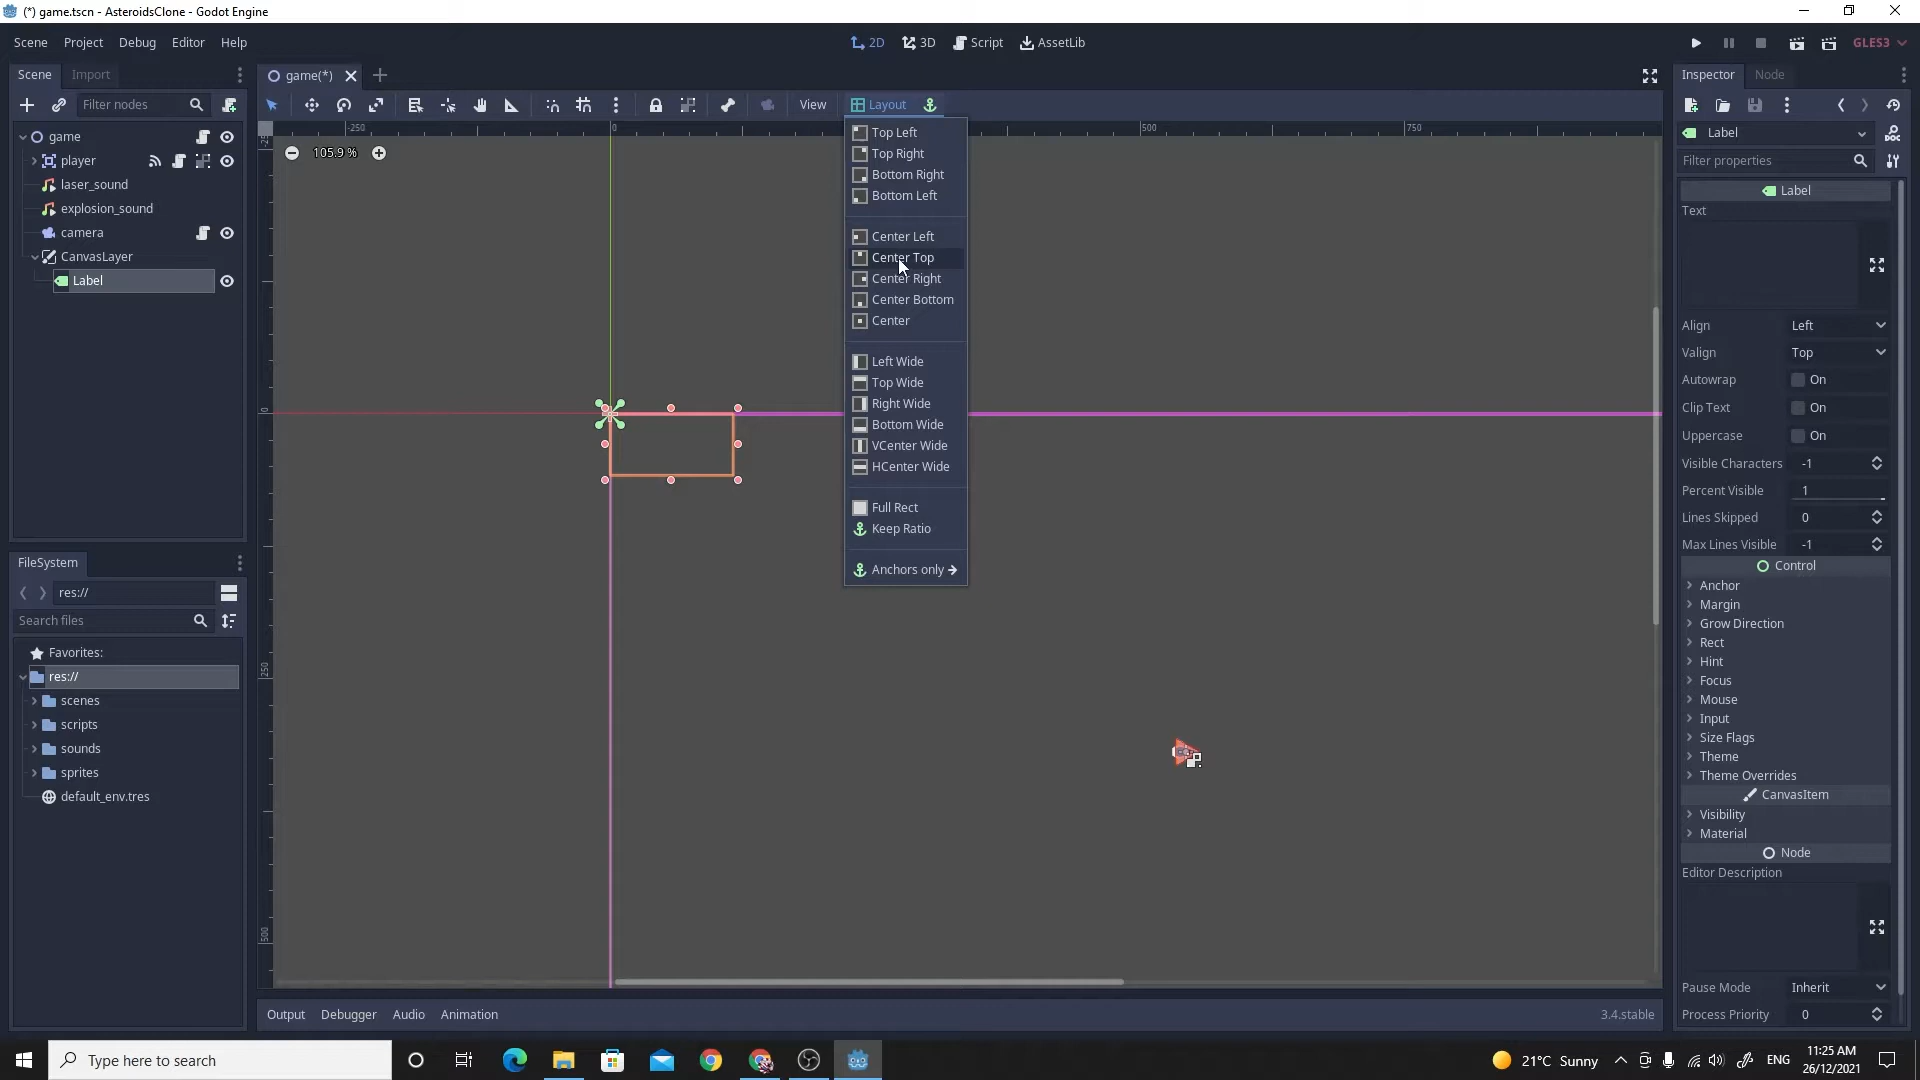 (*) game.tscn - AsteroidsClone - Godot Engine
Scene Project Debug Editor Help
2D 3D Script AssetLib
GLES3
Scene Import
game(*)
Inspector Node
Filter nodes
View Layout
game
player
laser_sound
explosion_sound
camera
CanvasLayer
Label
-250 0 500 750
105.9 %
0
250
500
Top Left
Top Right
Bottom Right
Bottom Left
Center Left
Center Top
Center Right
Center Bottom
Center
Left Wide
Top Wide
Right Wide
Bottom Wide
VCenter Wide
HCenter Wide
Full Rect
Keep Ratio
Anchors only
FileSystem
res://
Search files
Favorites:
res://
scenes
scripts
sounds
sprites
default_env.tres
Label
Filter properties
Label
Text
Align Left
Valign Top
Autowrap On
Clip Text On
Uppercase On
Visible Characters -1
Percent Visible 1
Lines Skipped 0
Max Lines Visible -1
Control
Anchor
Margin
Grow Direction
Rect
Hint
Focus
Mouse
Input
Size Flags
Theme
Theme Overrides
CanvasItem
Visibility
Material
Node
Editor Description
Pause Mode Inherit
Process Priority 0
Output Debugger Audio Animation
3.4.stable
Type here to search
21°C Sunny
ENG
11:25 AM
26/12/2021